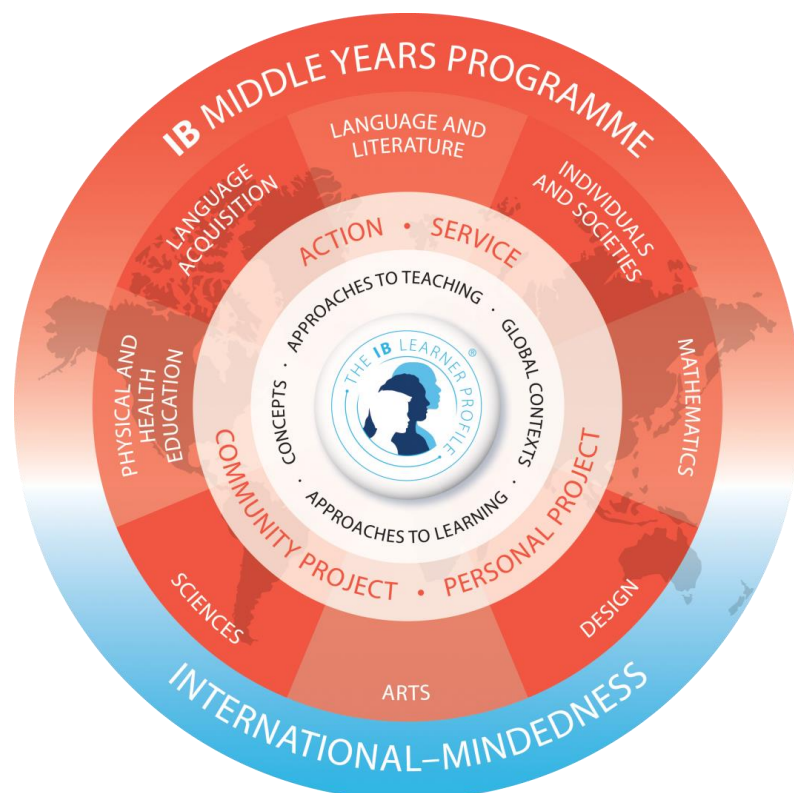 IB MIDDLE YEARS PROGRAMME
LANGUAGE AND
LITERATURE
INDIVIDUALS
AND SOCIETIES
MATHEMATICS
DESIGN
ARTS
SCIENCES
PHYSICAL AND
HEALTH
EDUCATION
LANGUAGE
ACQUISITION
ACTION • SERVICE
PERSONAL PROJECT
•
COMMUNITY PROJECT
APPROACHES TO TEACHING
·
GLOBAL CONTEXTS
·
APPROACHES TO LEARNING
·
CONCEPTS
·
THE IB LEARNER PROFILE
®
INTERNATIONAL–MINDEDNESS